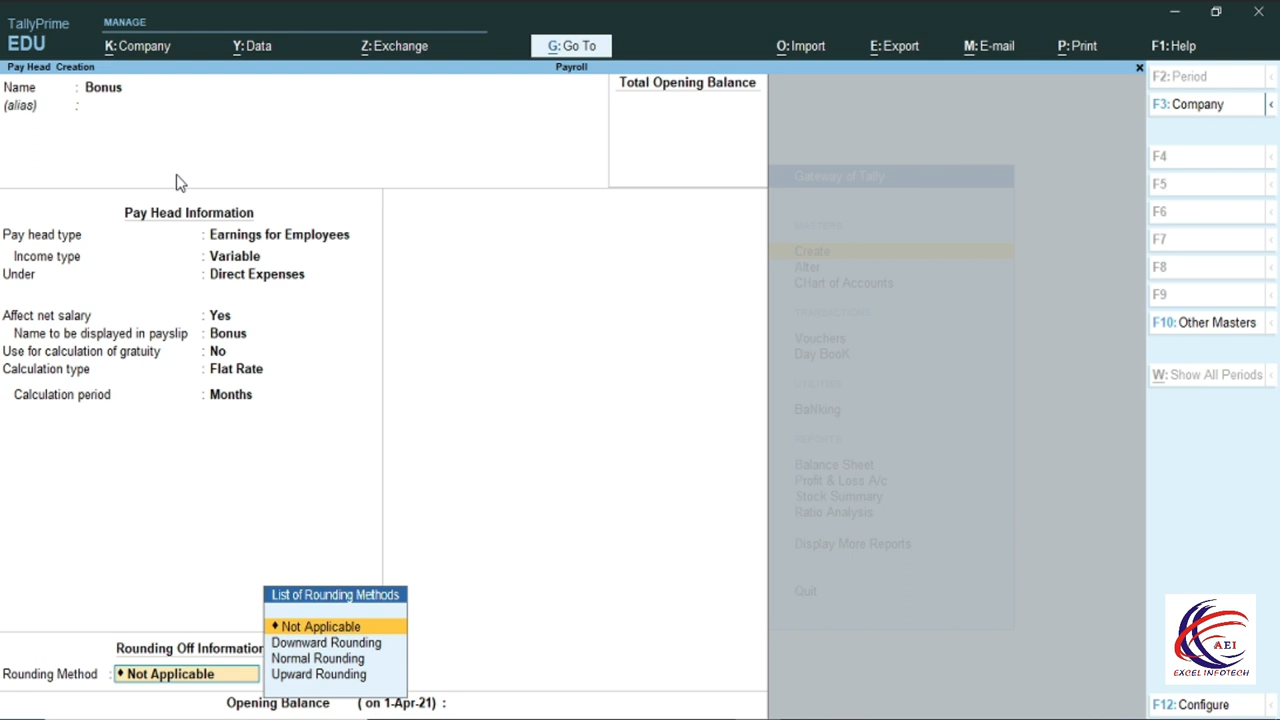 TallyPrime
EDU
MANAGE
K: Company
Y: Data
Z: Exchange
G: Go To
O: Import
E: Export
M: E-mail
P: Print
F1: Help
Pay Head Creation
Payroll
×
Name : Bonus
(alias) :
Total Opening Balance
Pay Head Information
Pay head type : Earnings for Employees
Income type : Variable
Under : Direct Expenses
Affect net salary : Yes
Name to be displayed in payslip : Bonus
Use for calculation of gratuity : No
Calculation type : Flat Rate
Calculation period : Months
List of Rounding Methods
♦ Not Applicable
Downward Rounding
Normal Rounding
Upward Rounding
Rounding Off Information
Rounding Method : ♦ Not Applicable
Opening Balance ( on 1-Apr-21) :
Gateway of Tally
MASTERS
Create
Alter
CHart of Accounts
TRANSACTIONS
Vouchers
Day BooK
UTILITIES
BaNking
REPORTS
Balance Sheet
Profit & Loss A/c
Stock Summary
Ratio Analysis
Display More Reports
Quit
F2: Period
F3: Company
F4
F5
F6
F7
F8
F9
F10: Other Masters
W: Show All Periods
AEI
EXCEL INFOTECH
F12: Configure